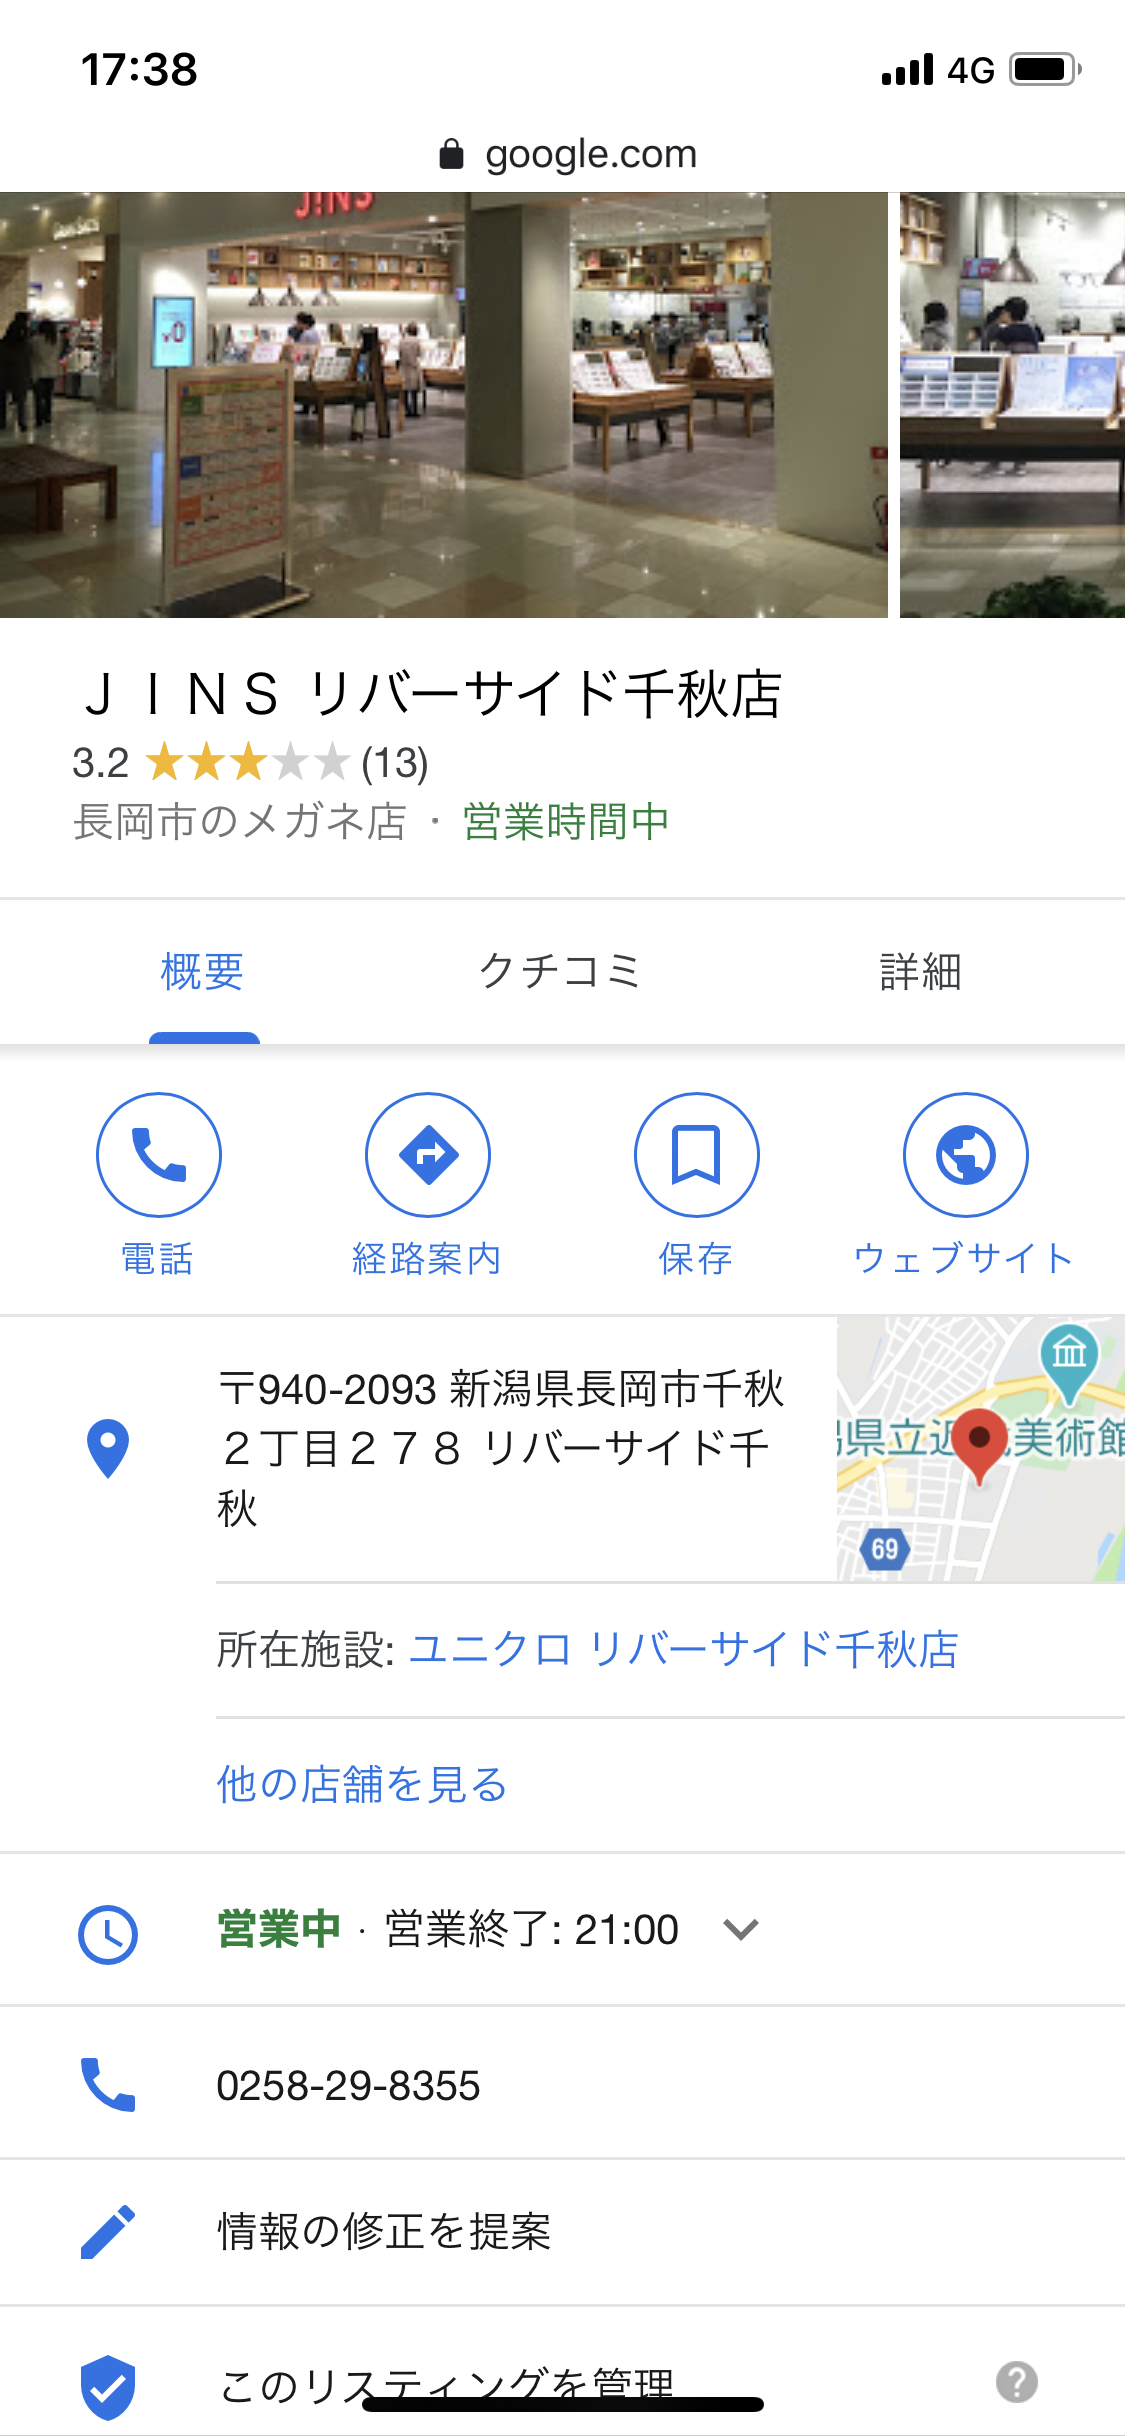 17:38
4G
google.com
J!NS
ＪＩＮＳ リバーサイド千秋店
3.2 ★★★★★ (13)
長岡市のメガネ店 · 営業時間中
概要 クチコミ 詳細
電話 経路案内 保存 ウェブサイト
〒940-2093 新潟県長岡市千秋
２丁目２７８ リバーサイド千
秋
県立近 美術館
69
所在施設: ユニクロ リバーサイド千秋店
他の店舗を見る
営業中 · 営業終了: 21:00
0258-29-8355
情報の修正を提案
このリスティングを管理
?